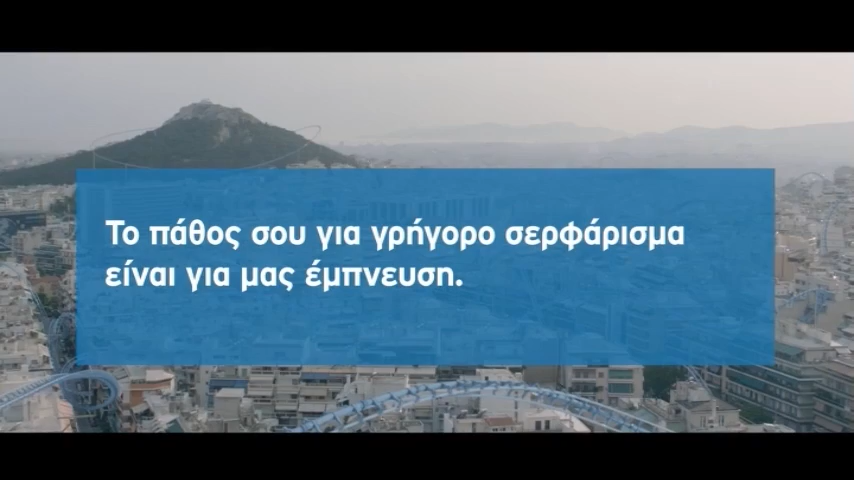 Το πάθος σου για γρήγορο σερφάρισμα
είναι για μας έμπνευση.